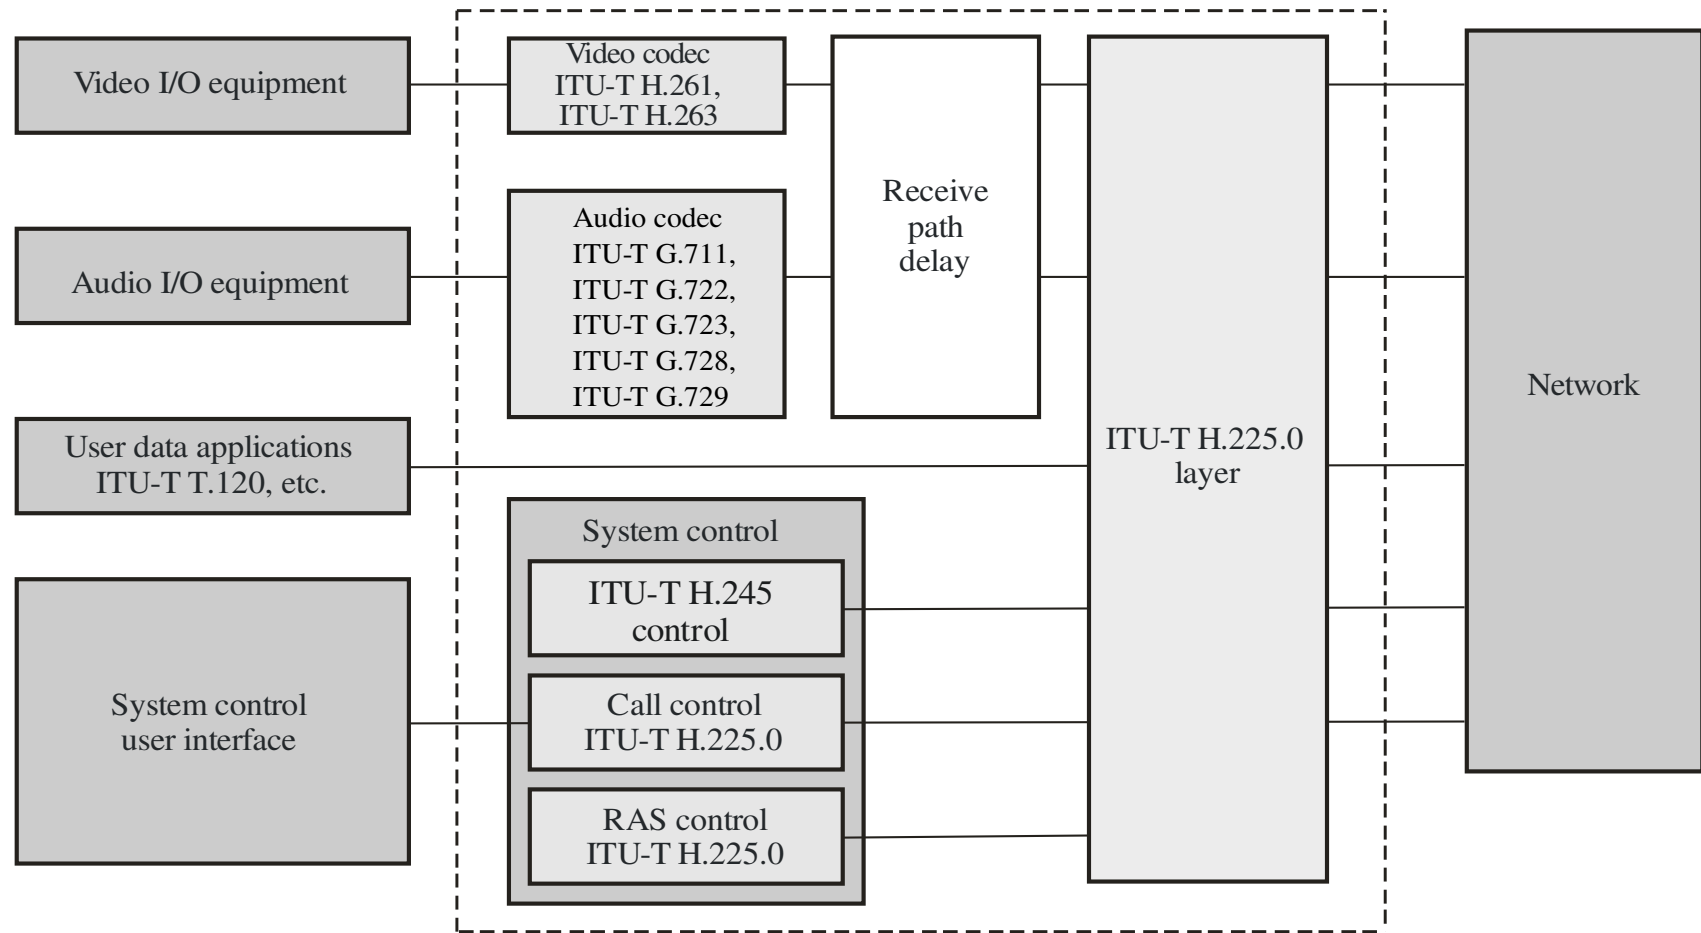 Video I/O equipment
Video codec
ITU-T H.261,
ITU-T H.263
Audio I/O equipment
Audio codec
ITU-T G.711,
ITU-T G.722,
ITU-T G.723,
ITU-T G.728,
ITU-T G.729
Receive
path
delay
User data applications
ITU-T T.120, etc.
System control
user interface
System control
ITU-T H.245
control
Call control
ITU-T H.225.0
RAS control
ITU-T H.225.0
ITU-T H.225.0
layer
Network